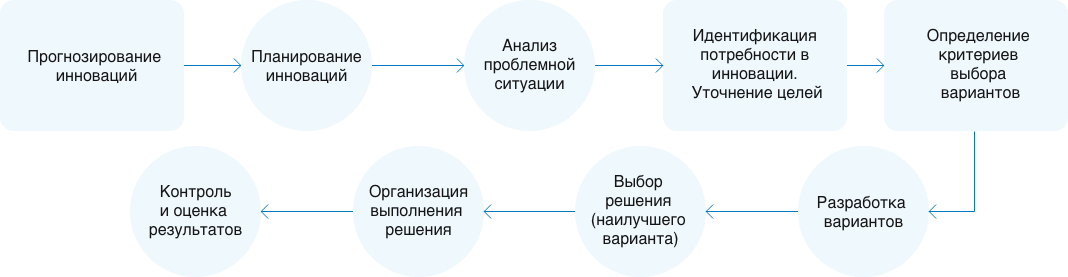 Прогнозирование
инноваций
Планирование
инноваций
Анализ
проблемной
ситуации
Идентификация
потребности в
инновации.
Уточнение целей
Определение
критериев
выбора
вариантов
Разработка
вариантов
Выбор
решения
(наилучшего
варианта)
Организация
выполнения
решения
Контроль
и оценка
результатов